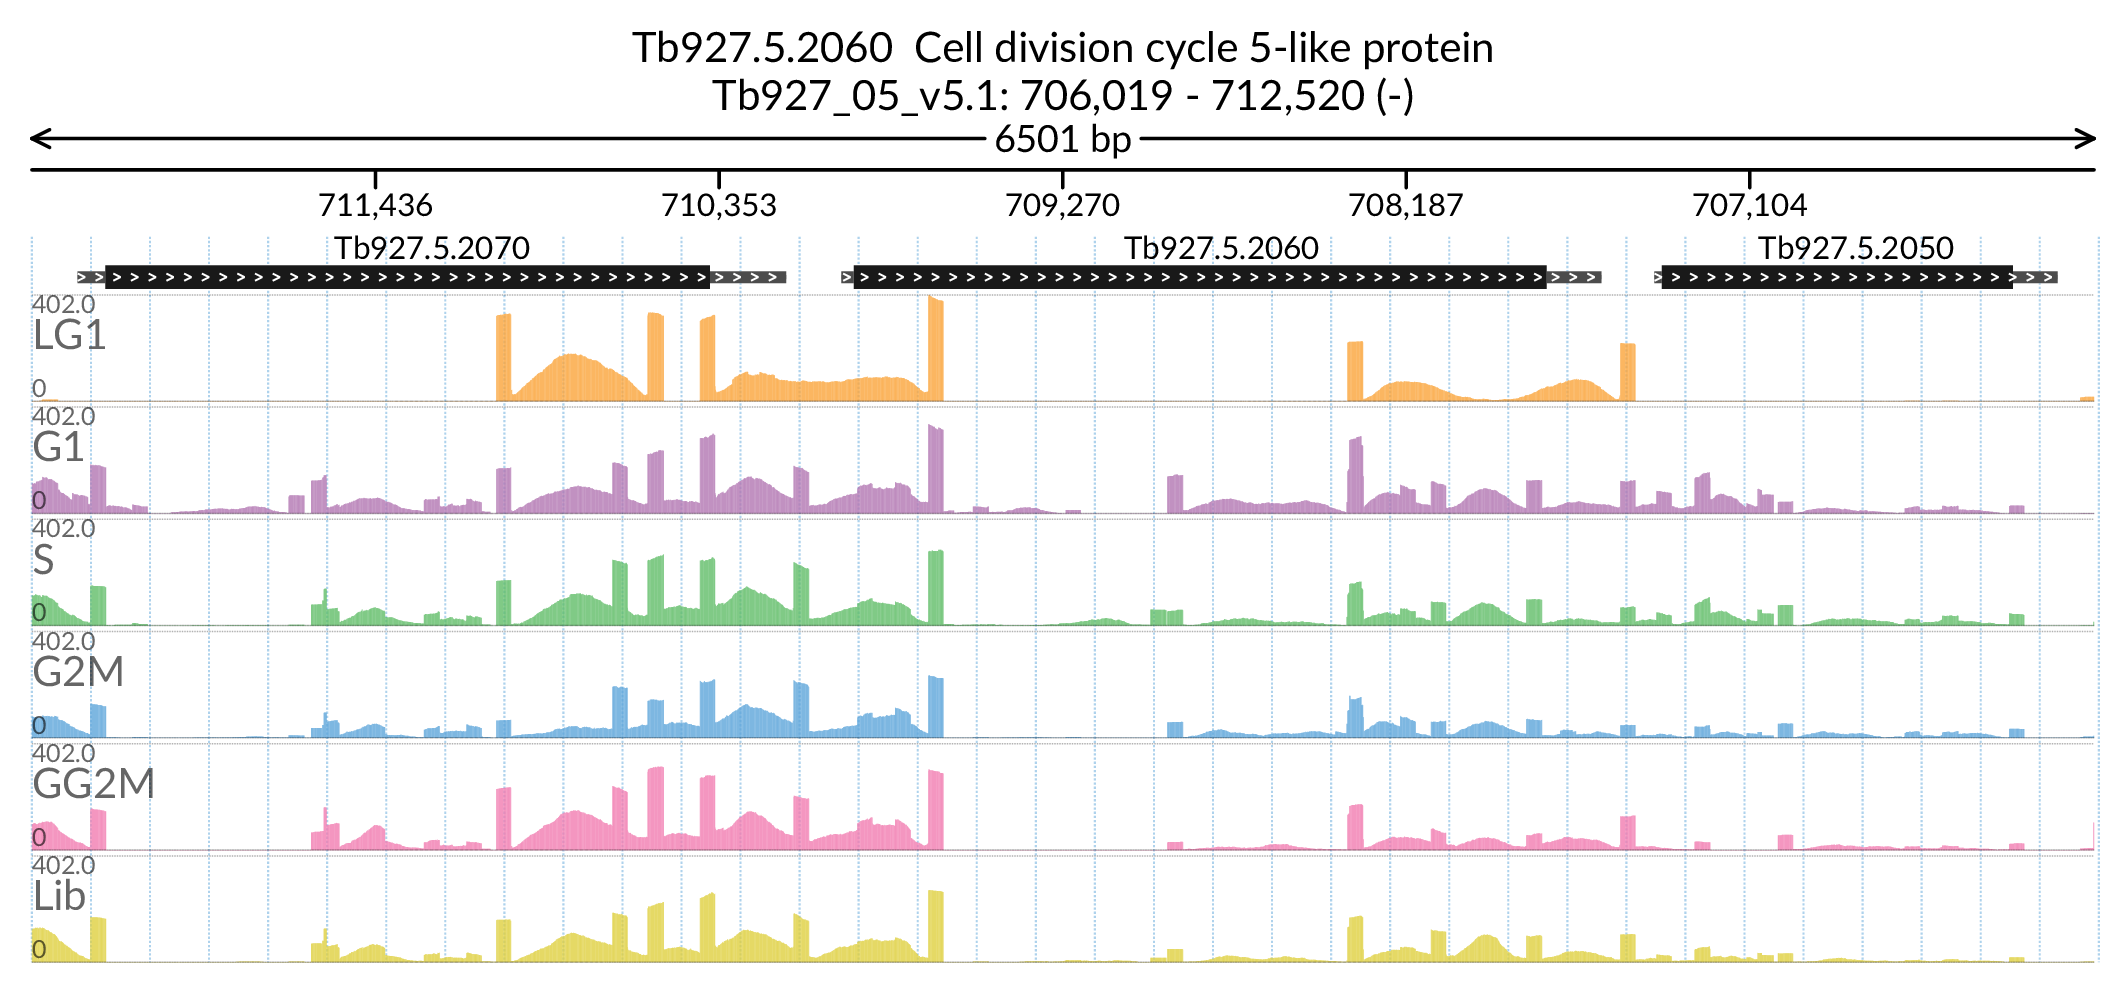 Tb927.5.2060 Cell division cycle 5-like protein
Tb927_05_v5.1: 706,019 - 712,520 (-)
6501 bp
711,436 710,353 709,270 708,187 707,104
Tb927.5.2070 Tb927.5.2060 Tb927.5.2050
402.0
LG1
0
402.0
G1
0
402.0
S
0
402.0
G2M
0
402.0
GG2M
0
402.0
Lib
0